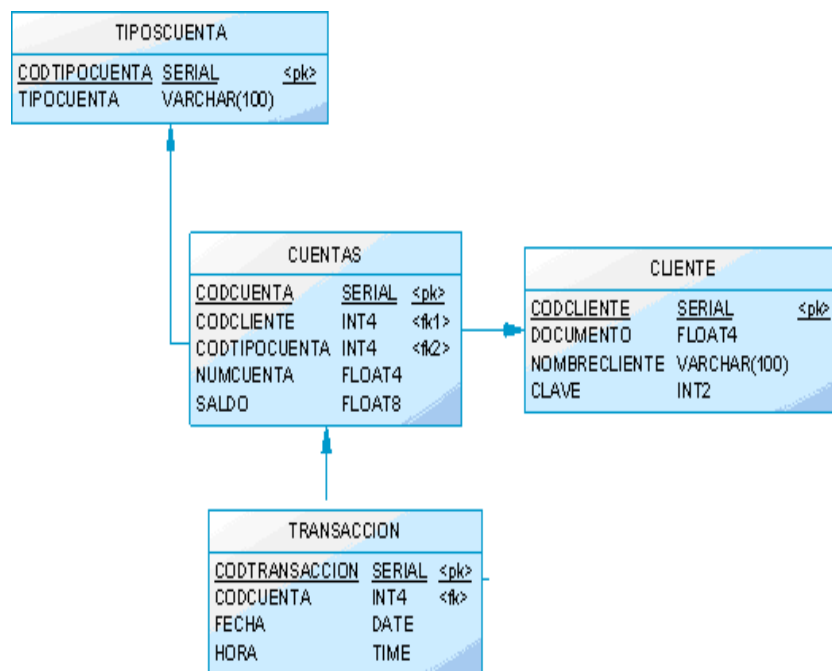 TIPOSCUENTA
CODTIPOCUENTA SERIAL <pk>
TIPOCUENTA VARCHAR(100)
CUENTAS
CODCUENTA SERIAL <pk>
CODCLIENTE INT4 <fk1>
CODTIPOCUENTA INT4 <fk2>
NUMCUENTA FLOAT4
SALDO FLOAT8
CLIENTE
CODCLIENTE SERIAL <pk>
DOCUMENTO FLOAT4
NOMBRECLIENTE VARCHAR(100)
CLAVE INT2
TRANSACCION
CODTRANSACCION SERIAL <pk>
CODCUENTA INT4 <fk>
FECHA DATE
HORA TIME